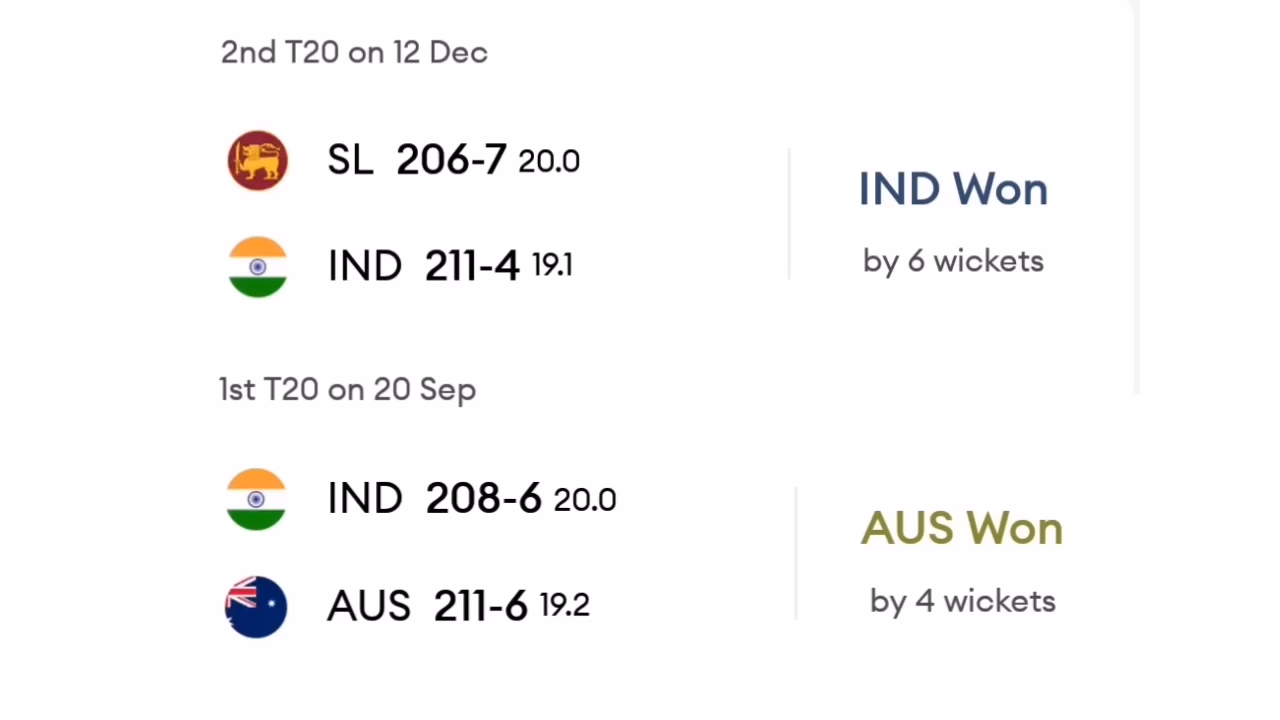 2nd T20 on 12 Dec
SL 206-7 20.0
IND 211-4 19.1
IND Won
by 6 wickets
1st T20 on 20 Sep
IND 208-6 20.0
AUS 211-6 19.2
AUS Won
by 4 wickets